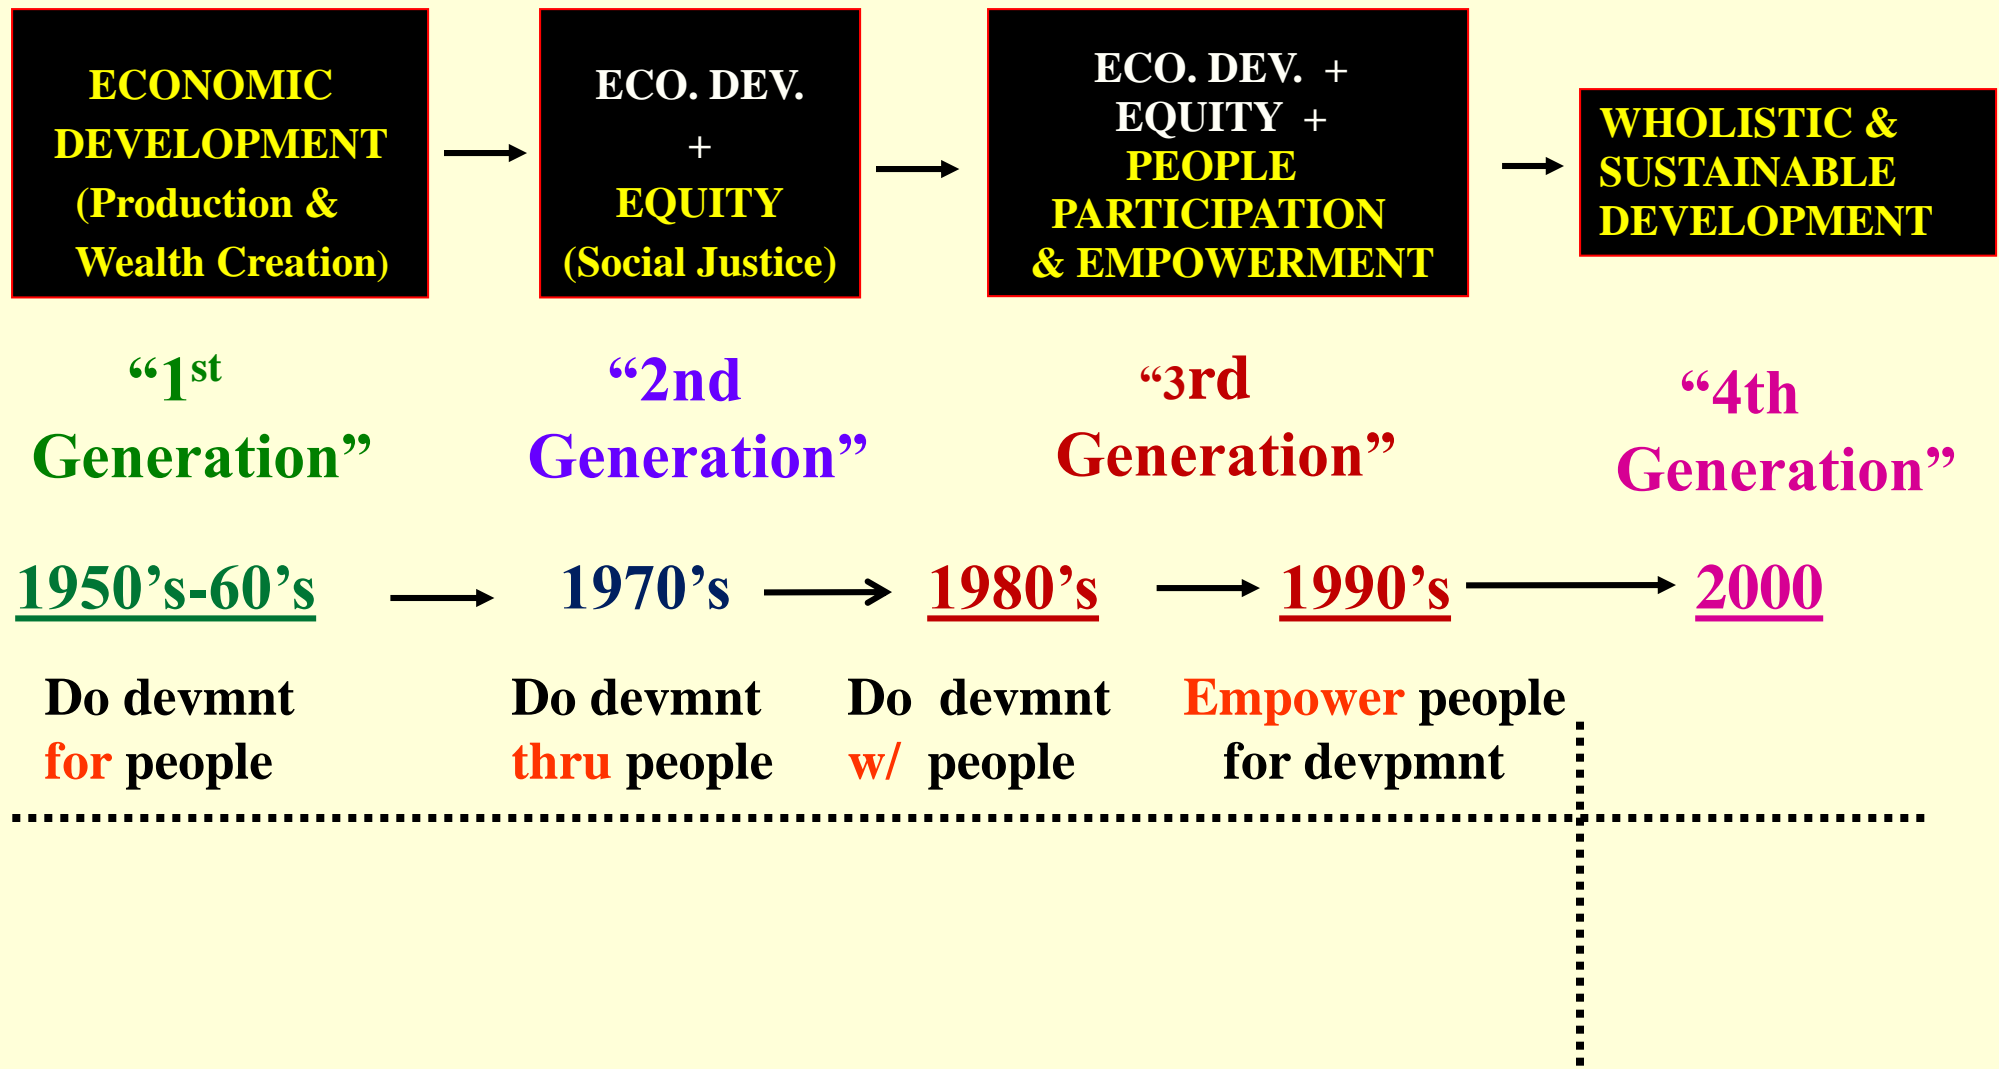 ECONOMIC
DEVELOPMENT
(Production &
Wealth Creation)
ECO. DEV.
+
EQUITY
(Social Justice)
ECO. DEV. +
EQUITY +
PEOPLE
PARTICIPATION
& EMPOWERMENT
WHOLISTIC &
SUSTAINABLE
DEVELOPMENT
“1st
Generation”
“2nd
Generation”
“3rd
Generation”
“4th
Generation”
1950’s-60’s
1970’s
1980’s
1990’s
2000
Do devmnt
for people
Do devmnt
thru people
Do devmnt
w/ people
Empower people
for devpmnt